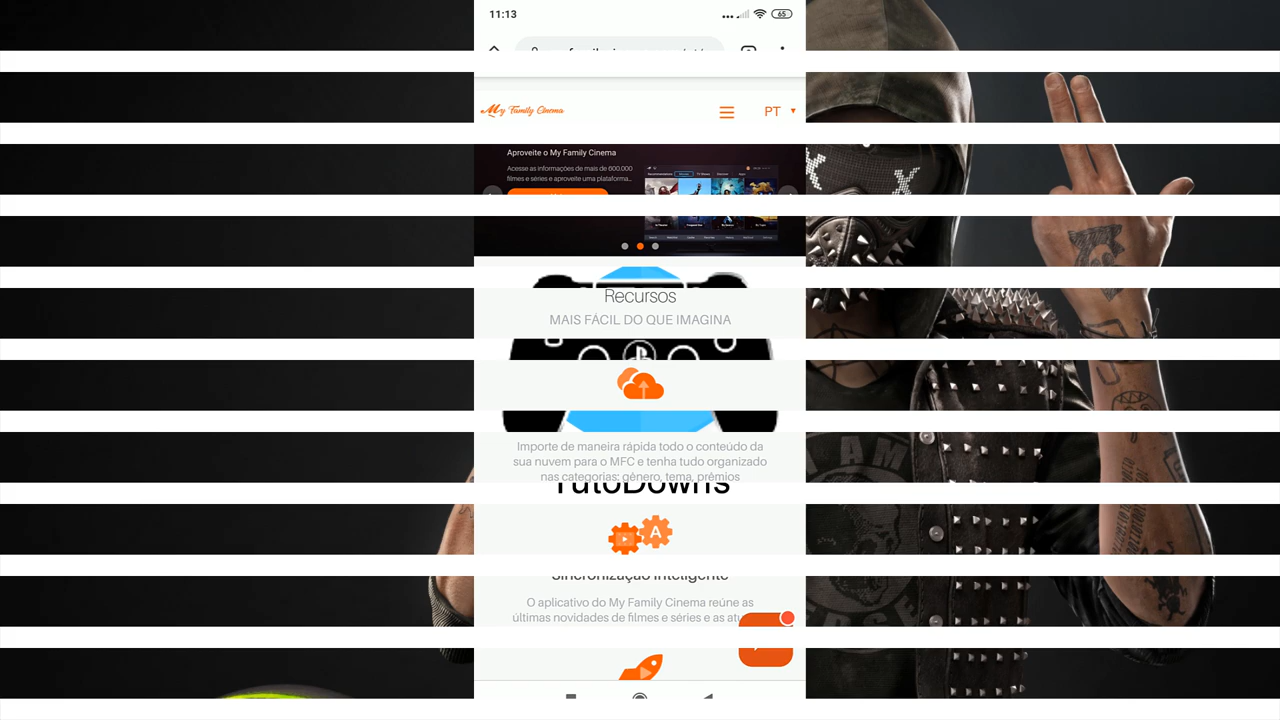 11:13
65
My Family Cinema
PT
Aproveite o My Family Cinema
Acesse as informações de mais de 600.000
filmes e séries e aproveite uma plataforma...
Recursos
MAIS FÁCIL DO QUE IMAGINA
Importe de maneira rápida todo o conteúdo da
sua nuvem para o MFC e tenha tudo organizado
nas categorias: gênero, tema, prêmios
TutoDowns
A
Sincronização Inteligente
O aplicativo do My Family Cinema reúne as
últimas novidades de filmes e séries e as
I AM